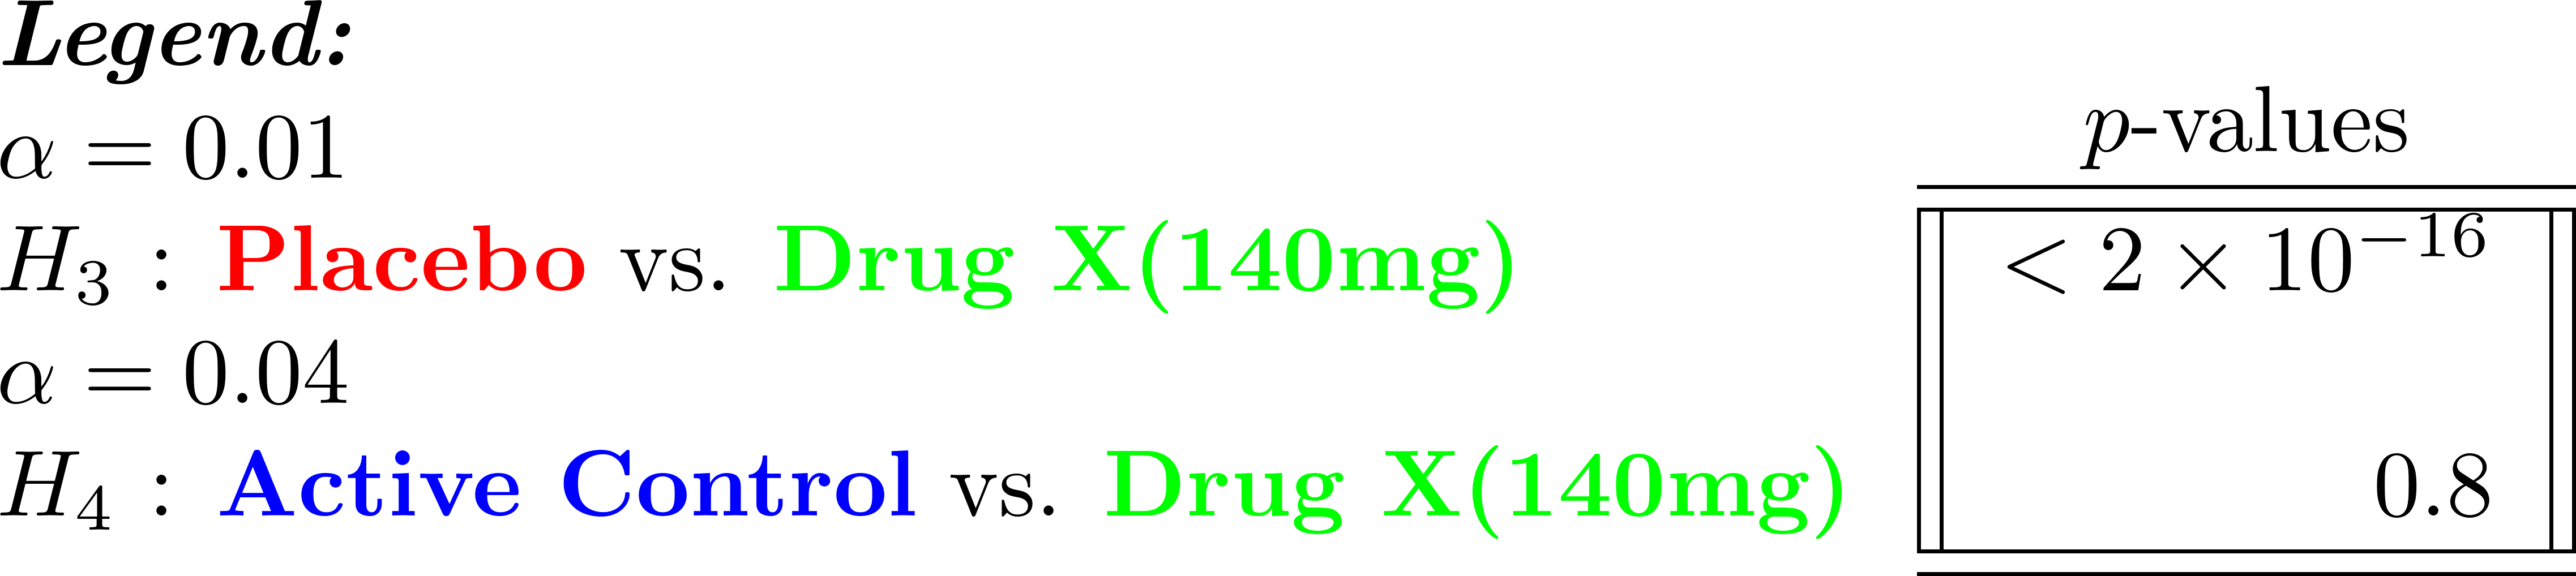 Legend:
α = 0.01
p-values
H₃ : Placebo vs. Drug X(140mg)
< 2 × 10⁻¹⁶
α = 0.04
H₄ : Active Control vs. Drug X(140mg)
0.8